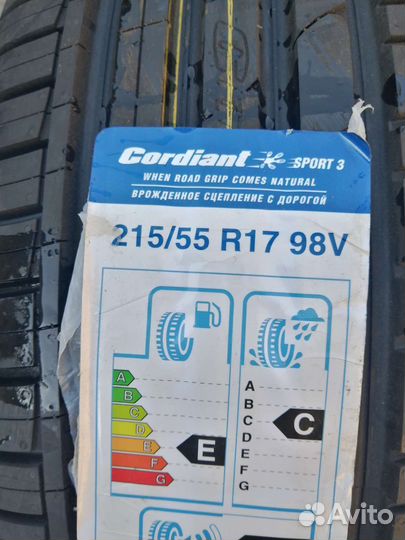 Cordiant SPORT 3
WHEN ROAD GRIP COMES NATURAL
ВРОЖДЕННОЕ СЦЕПЛЕНИЕ С ДОРОГОЙ
215/55 R17 98V
A
B
C
D
E
F
G
E
A
B
C
D
E
F
G
C
Avito